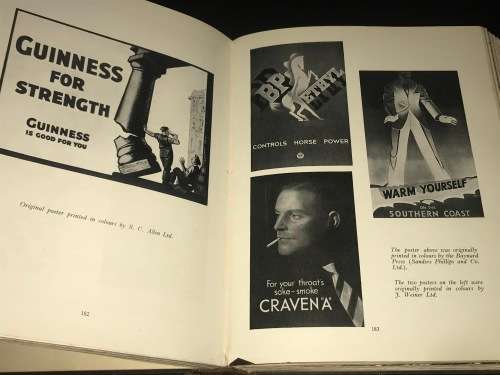 GUINNESS
FOR
STRENGTH
GUINNESS
IS GOOD FOR YOU
Original poster printed in colours by S. C. Allen Ltd.
182
BP
ETHYL
CONTROLS HORSE POWER
For your throat's
sake-smoke
CRAVEN "A"
WARM YOURSELF
ON THE
SOUTHERN COAST
The poster above was originally
printed in colours by the Baynard
Press (Sanders Phillips and Co.
Ltd.).
The two posters on the left were
originally printed in colours by
J. Weiner Ltd.
183